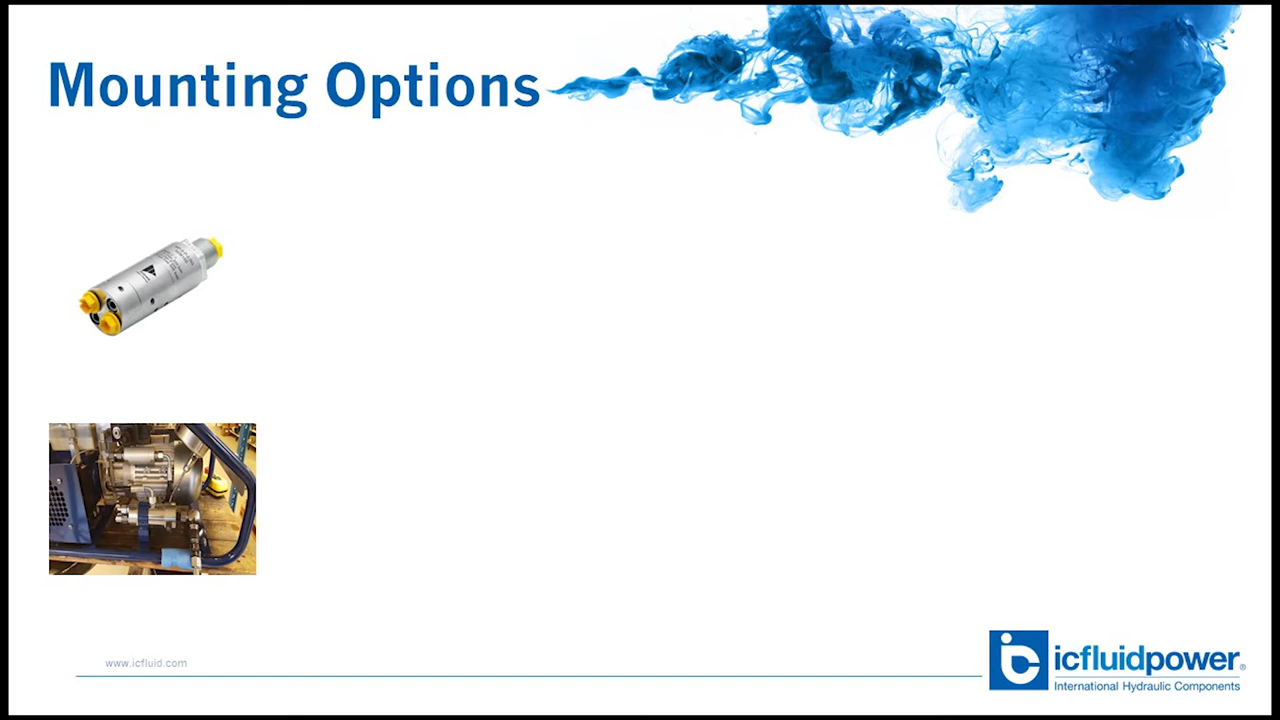 Mounting Options
www.icfluid.com
icfluidpower®
International Hydraulic Components